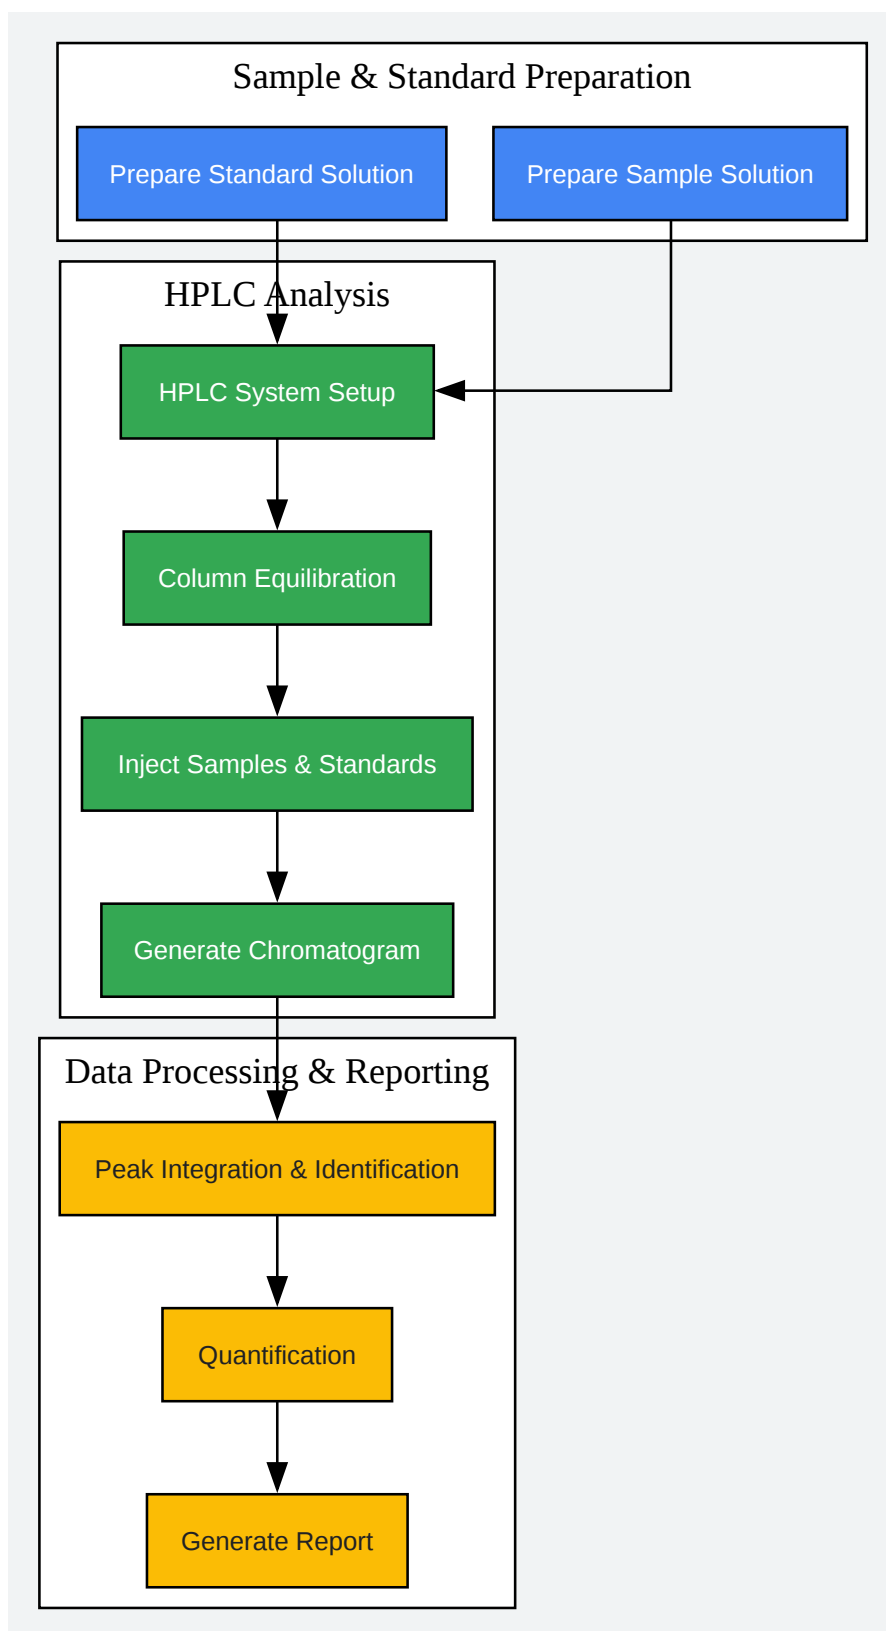 Sample & Standard Preparation
Prepare Standard Solution
Prepare Sample Solution
HPLC Analysis
HPLC System Setup
Column Equilibration
Inject Samples & Standards
Generate Chromatogram
Data Processing & Reporting
Peak Integration & Identification
Quantification
Generate Report